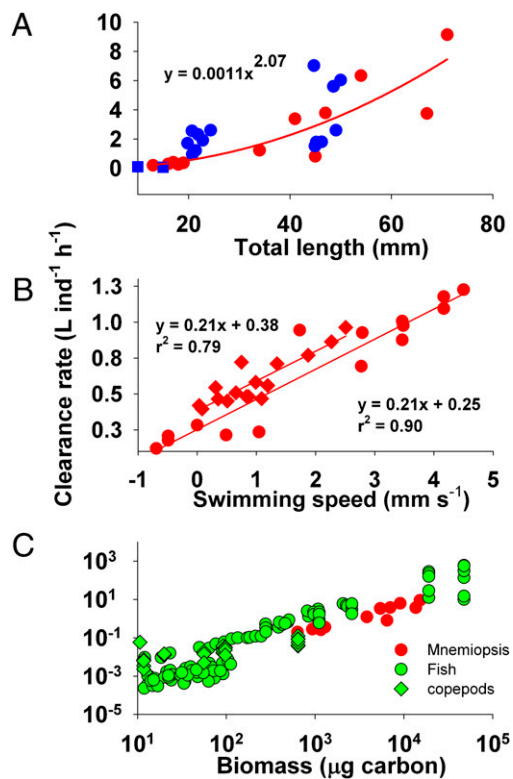 A
y = 0.0011x^2.07
10
8
6
4
2
0
20 40 60 80
Total length (mm)
Clearance rate (L ind⁻¹ h⁻¹)
B
1.3
1.0
0.8
0.5
0.3
y = 0.21x + 0.38
r² = 0.79
y = 0.21x + 0.25
r² = 0.90
-1 0 1 2 3 4 5
Swimming speed (mm s⁻¹)
C
10³
10¹
10⁻¹
10⁻³
10⁻⁵
Mnemiopsis
Fish
copepods
10¹ 10² 10³ 10⁴ 10⁵
Biomass (µg carbon)